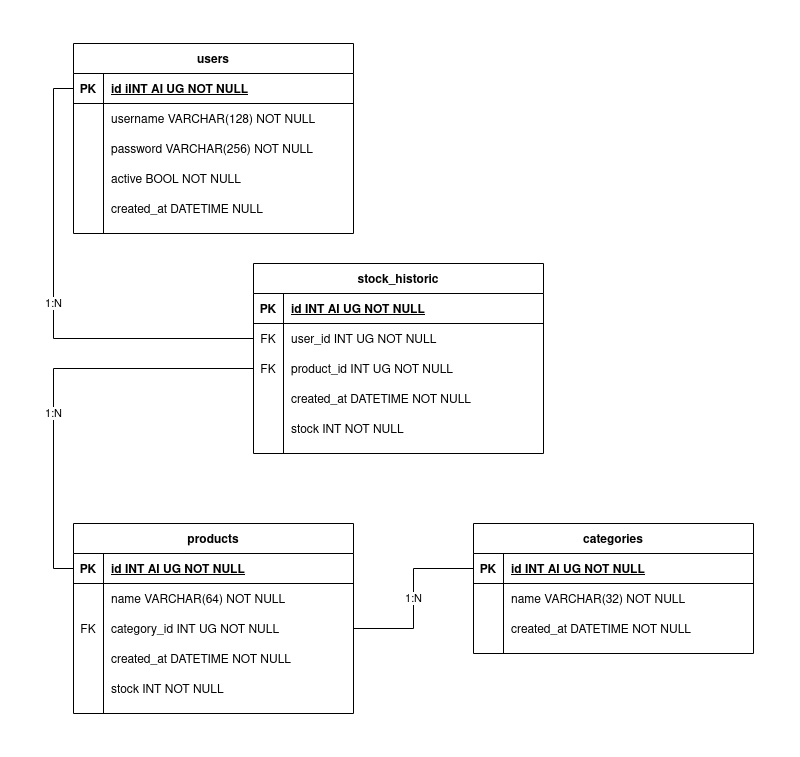 users
PK id iINT AI UG NOT NULL
username VARCHAR(128) NOT NULL
password VARCHAR(256) NOT NULL
active BOOL NOT NULL
created_at DATETIME NULL
stock_historic
1:N
PK id INT AI UG NOT NULL
FK user_id INT UG NOT NULL
FK product_id INT UG NOT NULL
created_at DATETIME NOT NULL
1:N
stock INT NOT NULL
products
PK id INT AI UG NOT NULL
name VARCHAR(64) NOT NULL
FK category_id INT UG NOT NULL
created_at DATETIME NOT NULL
stock INT NOT NULL
1:N
categories
PK id INT AI UG NOT NULL
name VARCHAR(32) NOT NULL
created_at DATETIME NOT NULL